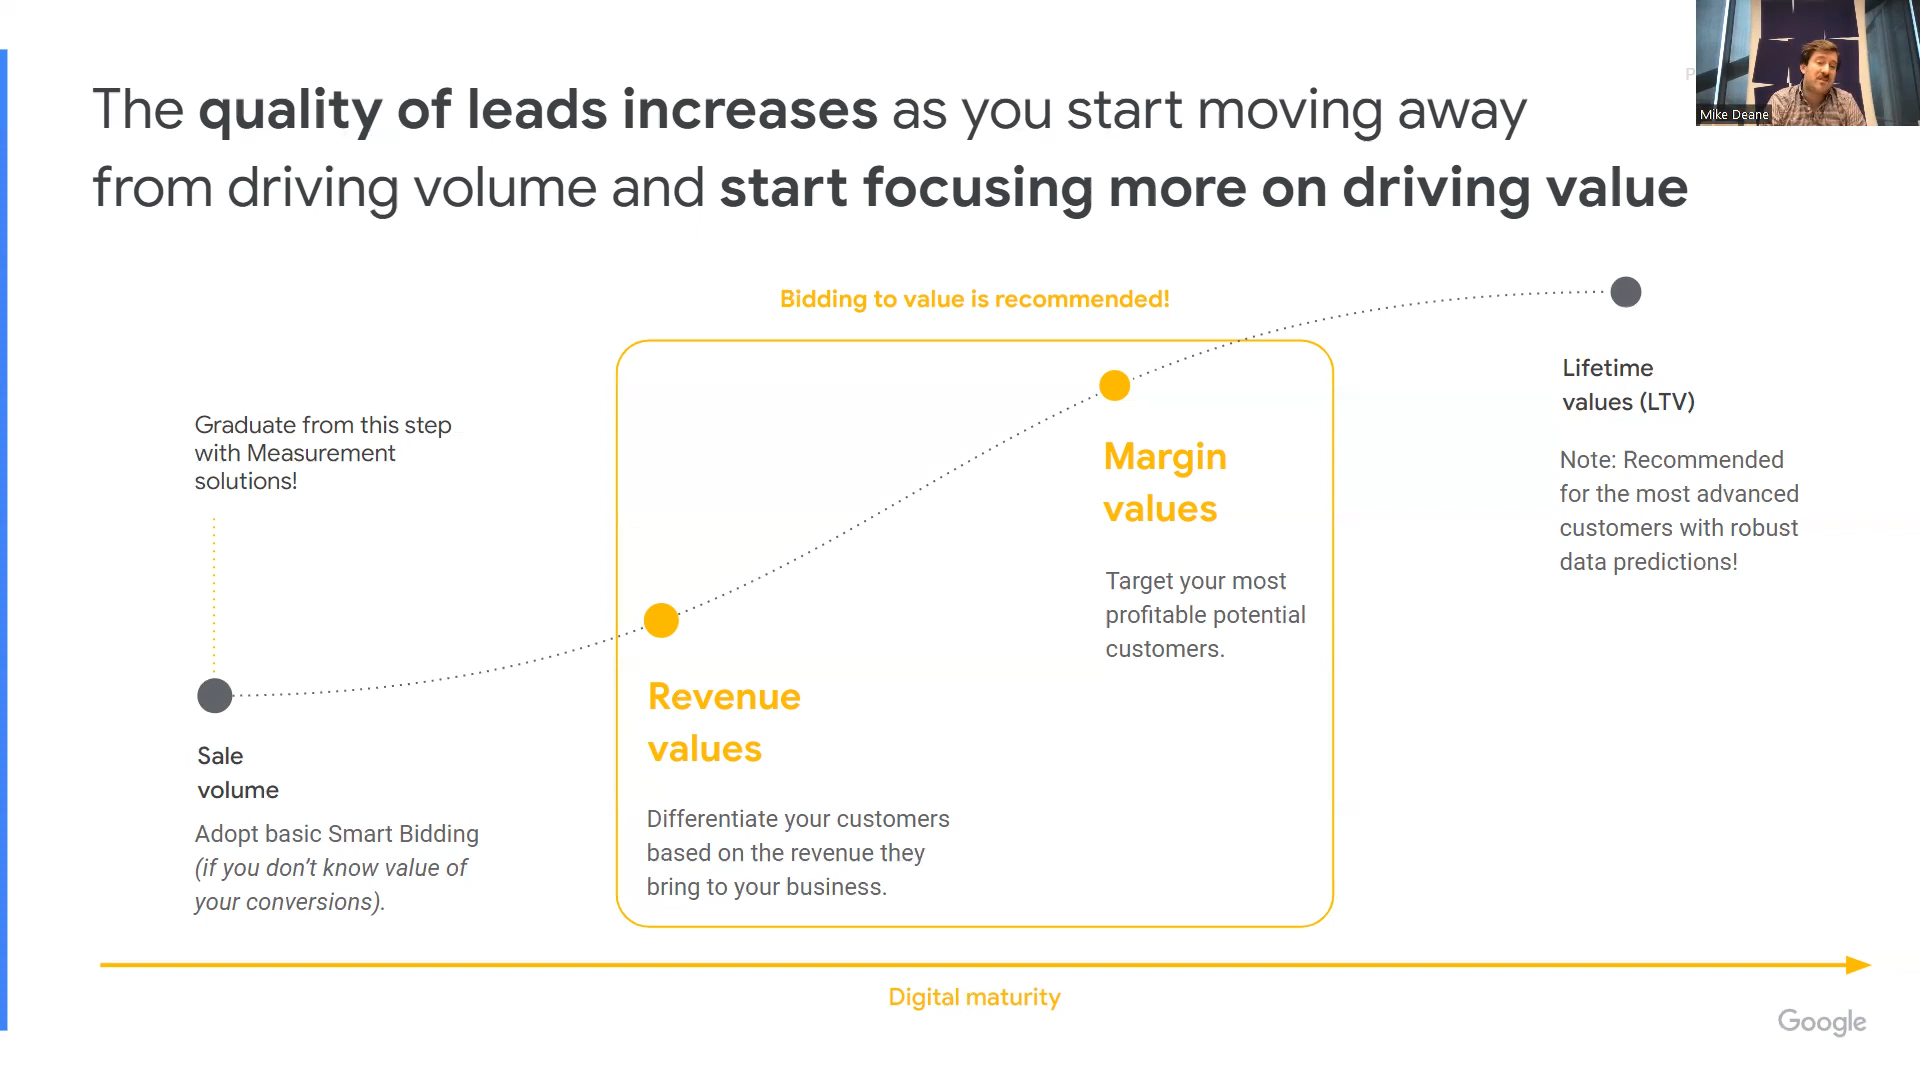 The quality of leads increases as you start moving away
from driving volume and start focusing more on driving value
Mike Deane
Bidding to value is recommended!
Graduate from this step
with Measurement
solutions!
Sale
volume
Adopt basic Smart Bidding
(if you don’t know value of
your conversions).
Revenue
values
Differentiate your customers
based on the revenue they
bring to your business.
Margin
values
Target your most
profitable potential
customers.
Lifetime
values (LTV)
Note: Recommended
for the most advanced
customers with robust
data predictions!
Digital maturity
Google